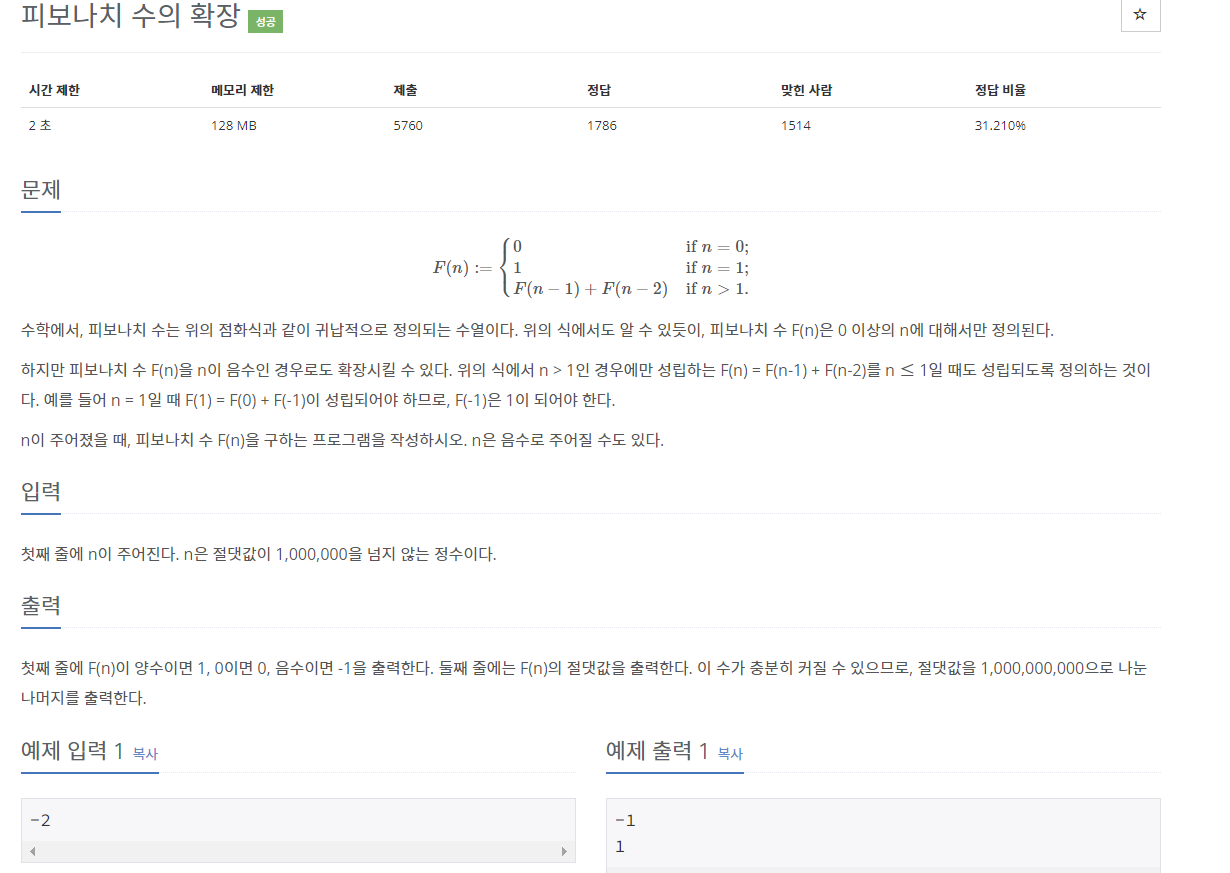 피보나치 수의 확장 성공
☆
시간 제한 메모리 제한 제출 정답 맞힌 사람 정답 비율
2 초 128 MB 5760 1786 1514 31.210%
문제
F(n) := { 0 if n = 0;
1 if n = 1;
F(n − 1) + F(n − 2) if n > 1.
수학에서, 피보나치 수는 위의 점화식과 같이 귀납적으로 정의되는 수열이다. 위의 식에서도 알 수 있듯이, 피보나치 수 F(n)은 0 이상의 n에 대해서만 정의된다.
하지만 피보나치 수 F(n)을 n이 음수인 경우로도 확장시킬 수 있다. 위의 식에서 n > 1인 경우에만 성립하는 F(n) = F(n-1) + F(n-2)를 n ≤ 1일 때도 성립되도록 정의하는 것이
다. 예를 들어 n = 1일 때 F(1) = F(0) + F(-1)이 성립되어야 하므로, F(-1)은 1이 되어야 한다.
n이 주어졌을 때, 피보나치 수 F(n)을 구하는 프로그램을 작성하시오. n은 음수로 주어질 수도 있다.
입력
첫째 줄에 n이 주어진다. n은 절댓값이 1,000,000을 넘지 않는 정수이다.
출력
첫째 줄에 F(n)이 양수이면 1, 0이면 0, 음수이면 -1을 출력한다. 둘째 줄에는 F(n)의 절댓값을 출력한다. 이 수가 충분히 커질 수 있으므로, 절댓값을 1,000,000,000으로 나눈
나머지를 출력한다.
예제 입력 1 복사
-2
예제 출력 1 복사
-1
1